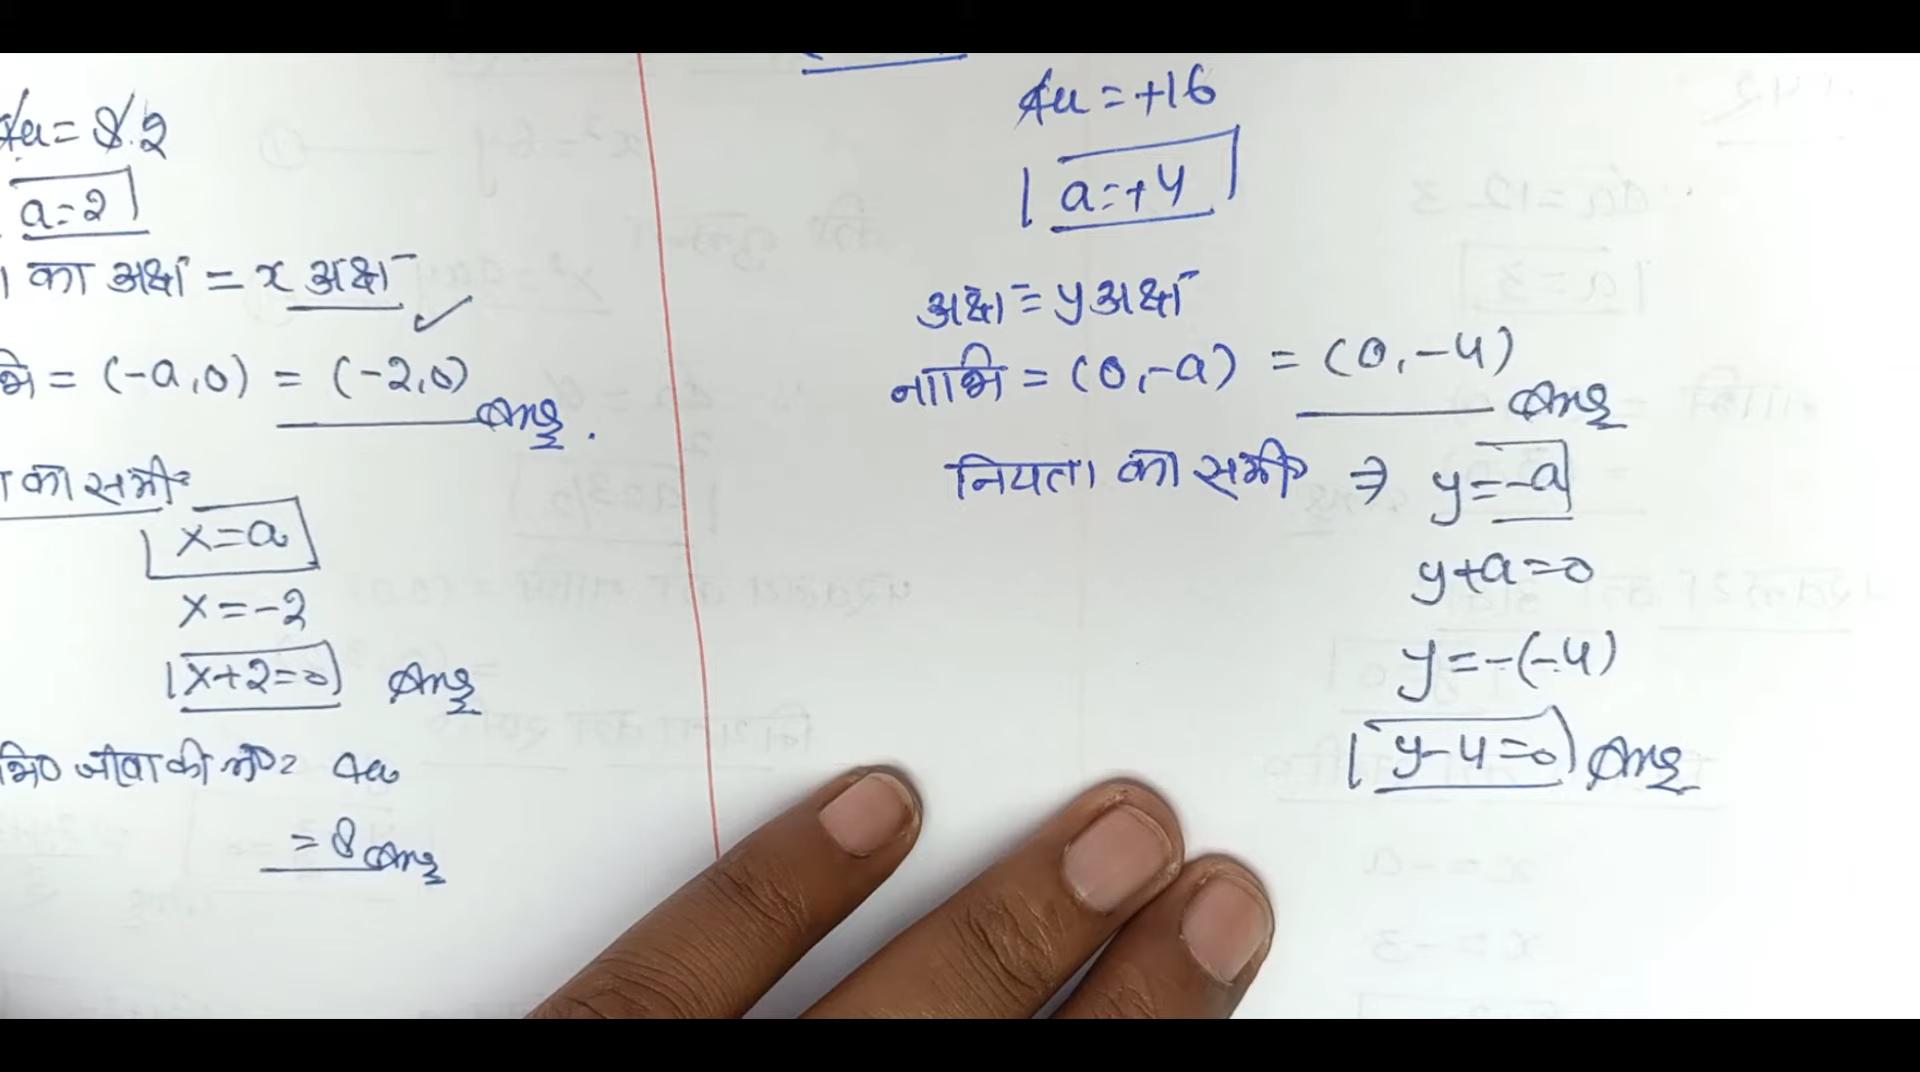 4a = 8 2
a = 2
का अक्ष = x अक्ष
भि = (-a, 0) = (-2, 0)
Ans.
का समी०
x = a
x = -2
x + 2 = 0 Ans
भि० जीवा की ल० = 4a
= 8 Ans
4a = +16
a = +4
अक्ष = y अक्ष
नाभि = (0, -a) = (0, -4)
Ans
नियता का समी० ⇒ y = -a
y + a = 0
y = -(-4)
y - 4 = 0 Ans